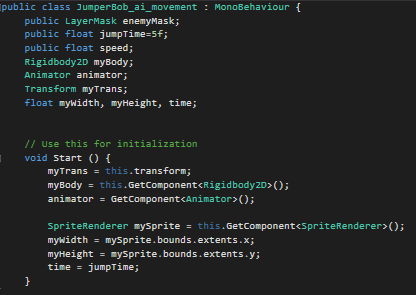 public class JumperBob_ai_movement : MonoBehaviour {
public LayerMask enemyMask;
public float jumpTime=5f;
public float speed;
Rigidbody2D myBody;
Animator animator;
Transform myTrans;
float myWidth, myHeight, time;
// Use this for initialization
void Start () {
myTrans = this.transform;
myBody = this.GetComponent<Rigidbody2D>();
animator = GetComponent<Animator>();
SpriteRenderer mySprite = this.GetComponent<SpriteRenderer>();
myWidth = mySprite.bounds.extents.x;
myHeight = mySprite.bounds.extents.y;
time = jumpTime;
}